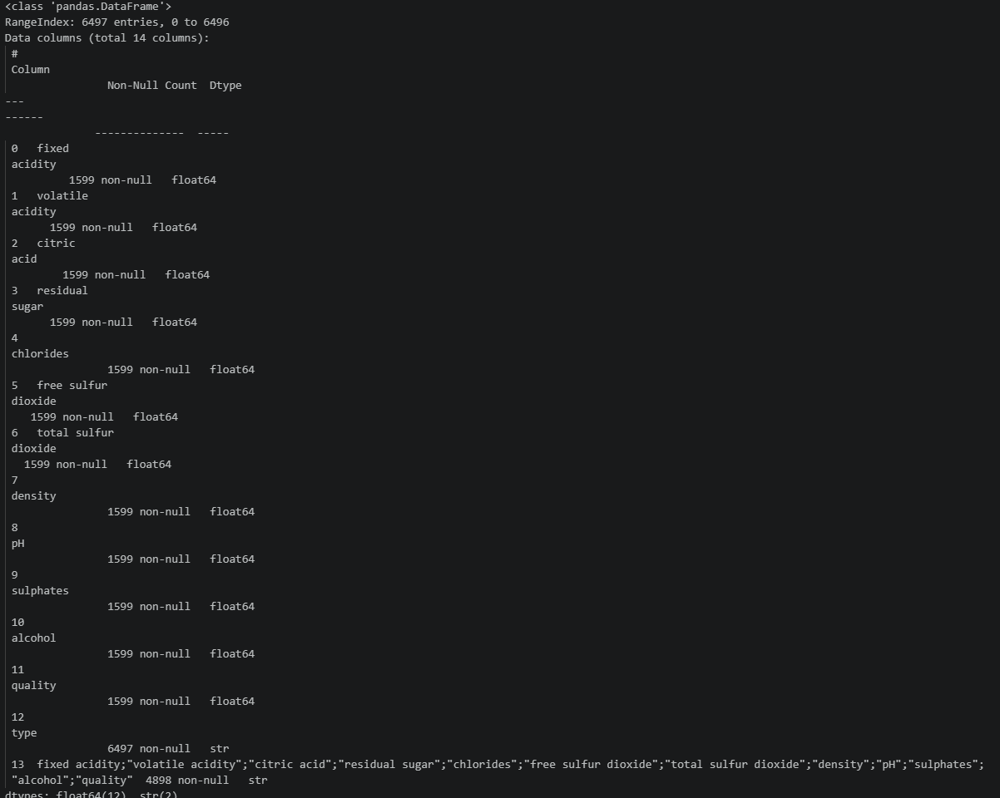 <class 'pandas.DataFrame'>
RangeIndex: 6497 entries, 0 to 6496
Data columns (total 14 columns):
#
Column
Non-Null Count  Dtype
---
------
--------------  -----
0   fixed
acidity
1599 non-null   float64
1   volatile
acidity
1599 non-null   float64
2   citric
acid
1599 non-null   float64
3   residual
sugar
1599 non-null   float64
4
chlorides
1599 non-null   float64
5   free sulfur
dioxide
1599 non-null   float64
6   total sulfur
dioxide
1599 non-null   float64
7
density
1599 non-null   float64
8
pH
1599 non-null   float64
9
sulphates
1599 non-null   float64
10
alcohol
1599 non-null   float64
11
quality
1599 non-null   float64
12
type
6497 non-null   str
13  fixed acidity;"volatile acidity";"citric acid";"residual sugar";"chlorides";"free sulfur dioxide";"total sulfur dioxide";"density";"pH";"sulphates";
"alcohol";"quality"  4898 non-null   str
dtypes: float64(12), str(2)